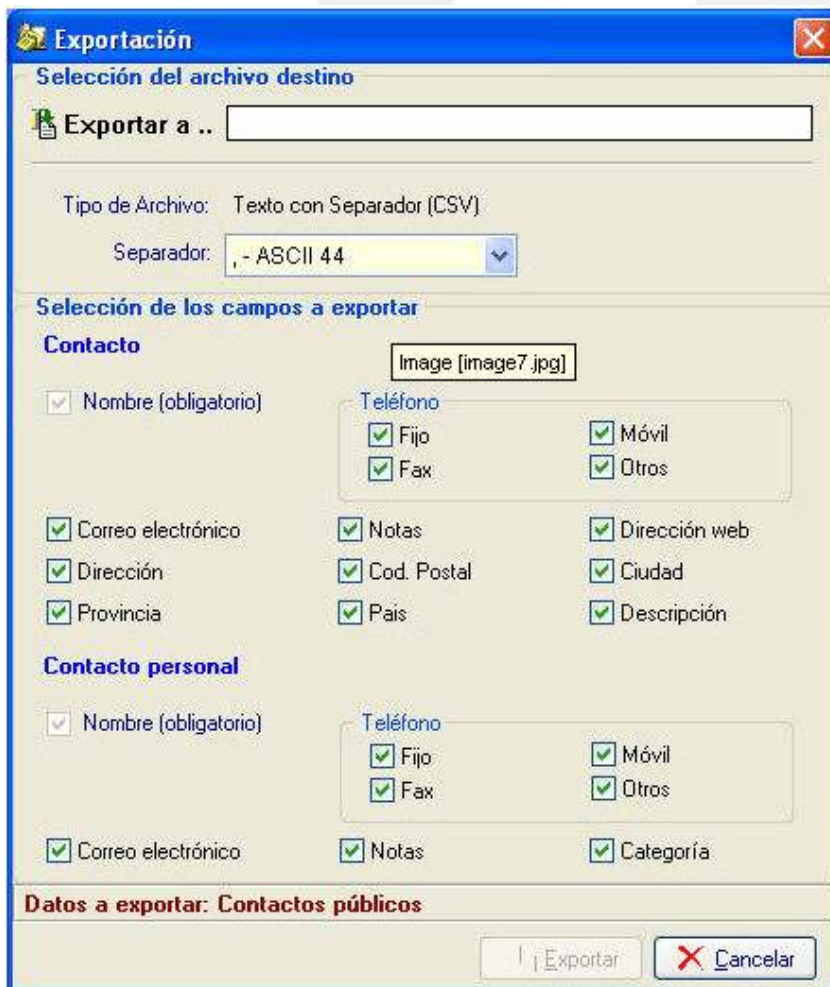 Exportación
Selección del archivo destino
Exportar a ..
Tipo de Archivo: Texto con Separador (CSV)
Separador: , - ASCII 44
Selección de los campos a exportar
Contacto
Image [image7.jpg]
Nombre (obligatorio) Teléfono
Fijo Móvil
Fax Otros
Correo electrónico Notas Dirección web
Dirección Cod. Postal Ciudad
Provincia Pais Descripción
Contacto personal
Nombre (obligatorio) Teléfono
Fijo Móvil
Fax Otros
Correo electrónico Notas Categoría
Datos a exportar: Contactos públicos
Exportar Cancelar